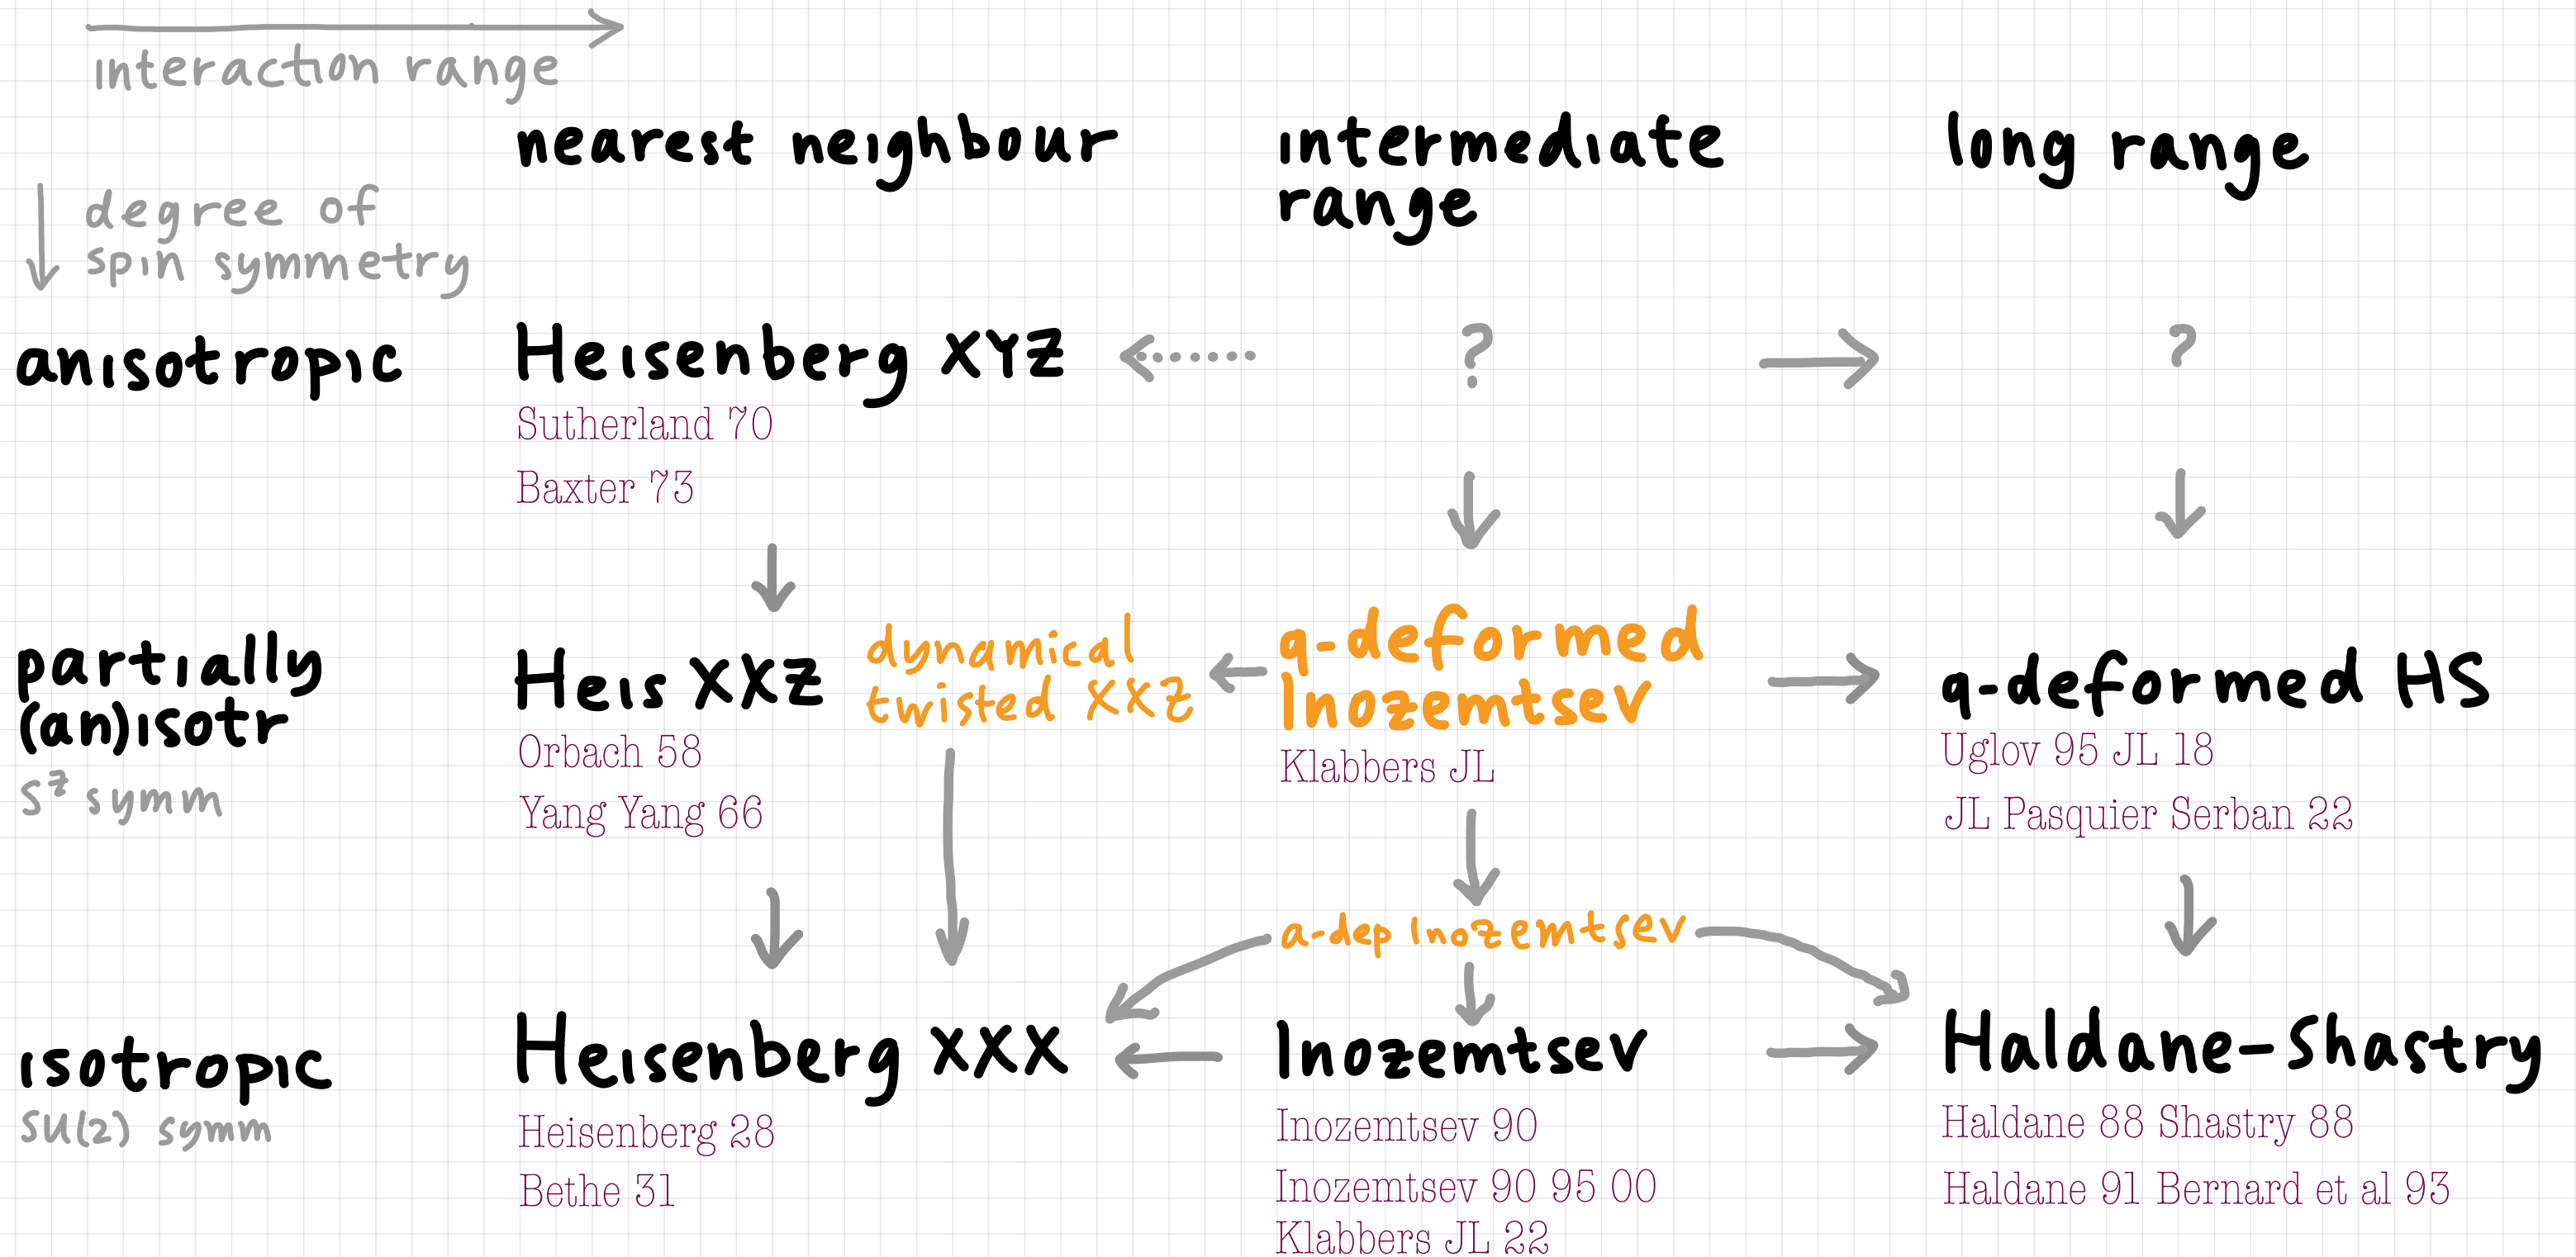 interaction range
nearest neighbour
intermediate
range
long range
degree of
spin symmetry
anisotropic
Heisenberg XYZ
?
?
Sutherland 70
Baxter 73
partially
(an)isotr
S^z symm
Heis XXZ
dynamical
twisted XXZ
q-deformed
Inozemtsev
q-deformed HS
Orbach 58
Yang Yang 66
Klabbers JL
Uglov 95 JL 18
JL Pasquier Serban 22
a-dep Inozemtsev
isotropic
SU(2) symm
Heisenberg XXX
Inozemtsev
Haldane-Shastry
Heisenberg 28
Bethe 31
Inozemtsev 90
Inozemtsev 90 95 00
Klabbers JL 22
Haldane 88 Shastry 88
Haldane 91 Bernard et al 93